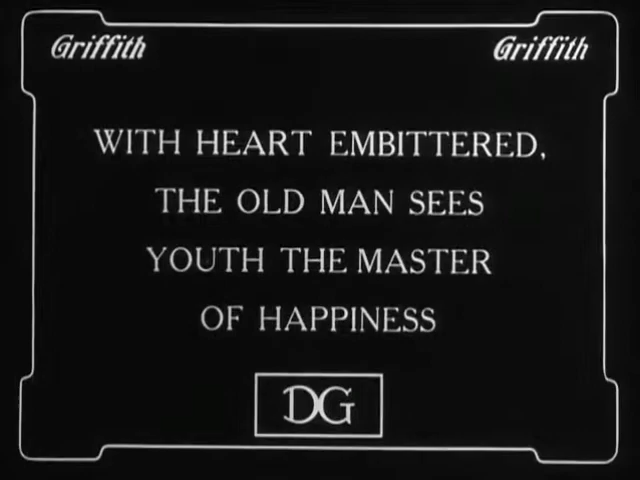 Griffith Griffith
WITH HEART EMBITTERED,
THE OLD MAN SEES
YOUTH THE MASTER
OF HAPPINESS
DG